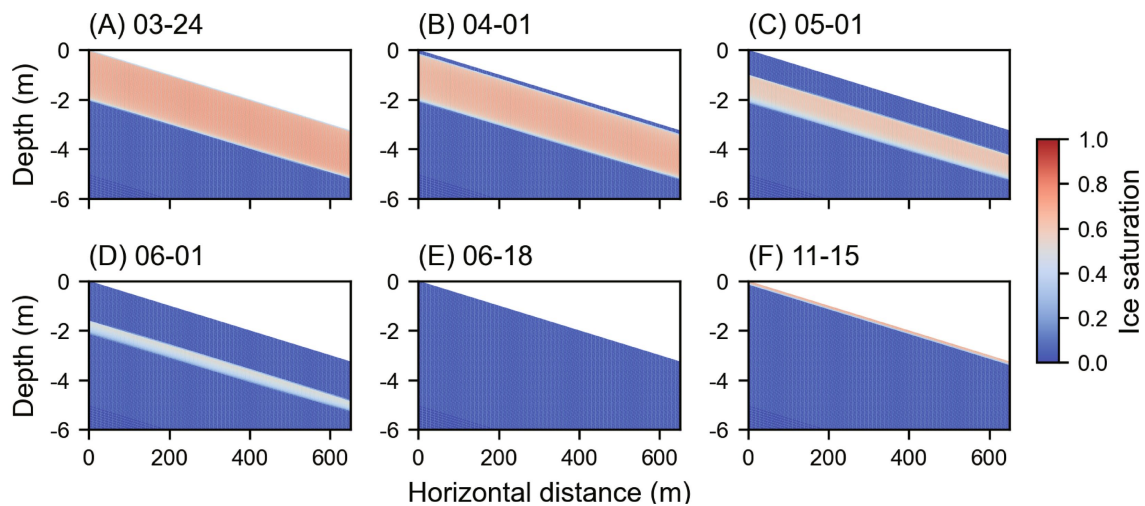 (A) 03-24
(B) 04-01
(C) 05-01
Depth (m)
0
-2
-4
-6
0
-2
-4
-6
0
-2
-4
-6
(D) 06-01
(E) 06-18
(F) 11-15
Depth (m)
0
-2
-4
-6
0
-2
-4
-6
0
-2
-4
-6
0 200 400 600
0 200 400 600
0 200 400 600
Horizontal distance (m)
1.0
0.8
0.6
0.4
0.2
0.0
Ice saturation